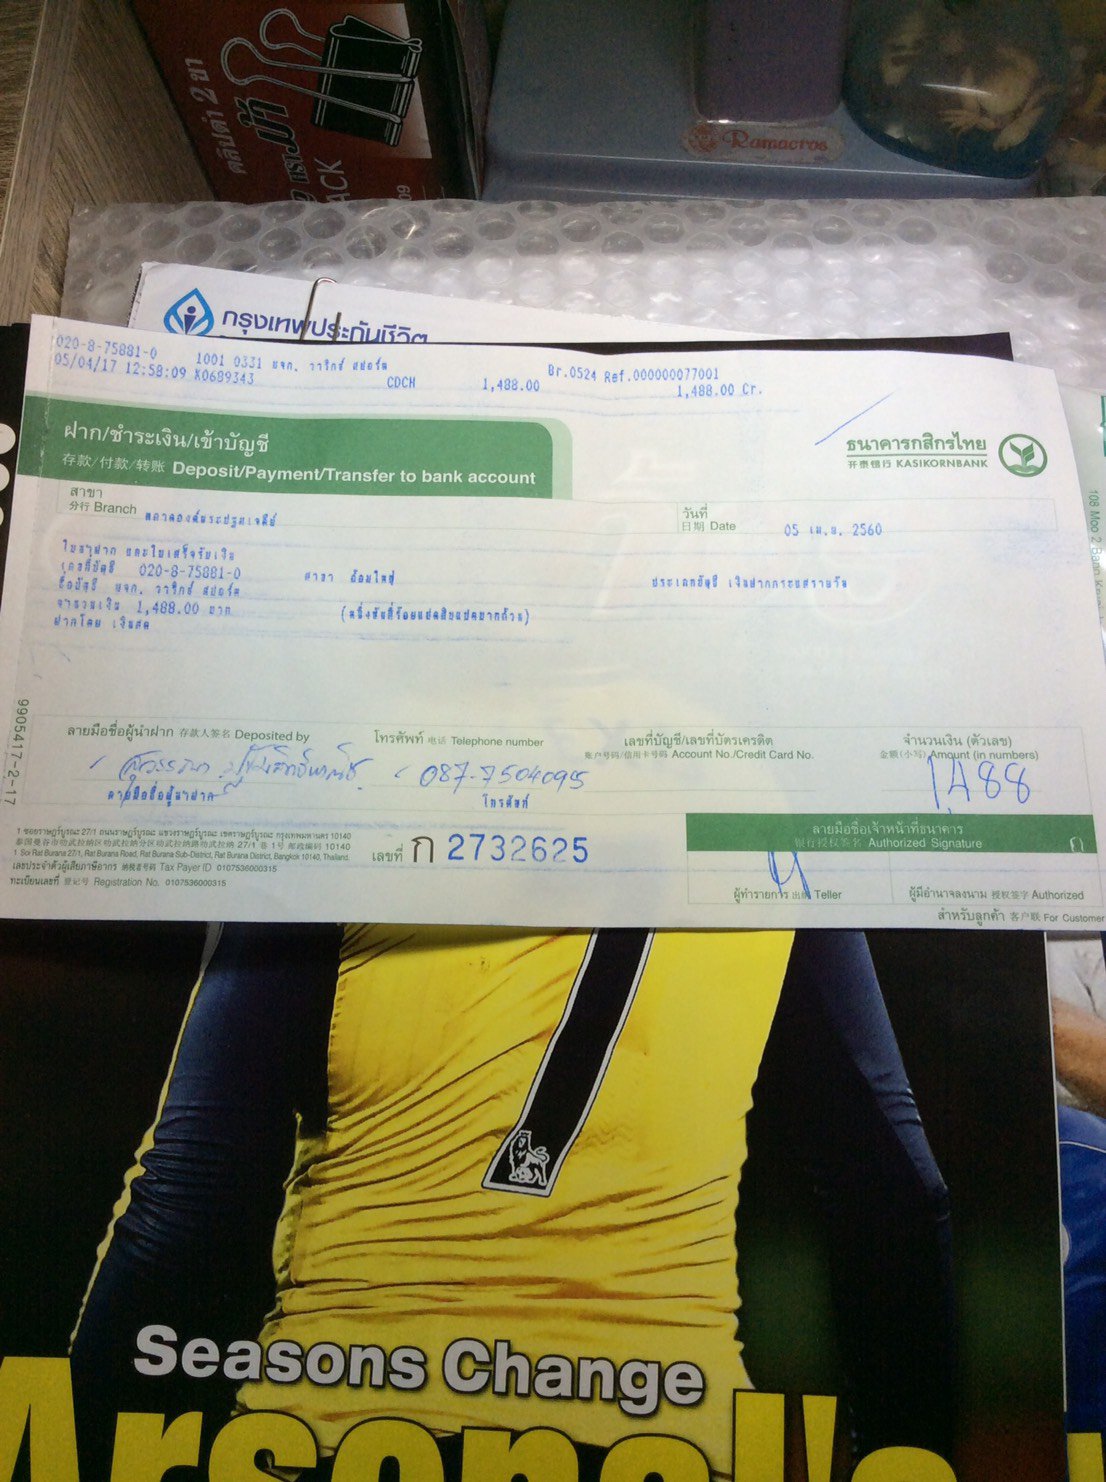 คลิปดำ 2 ขา
ตราม้า
ACK
09
Ramacros
กรุงเทพประกันชีวิต
020-8-75881-0 1001 0331 บจก. วาริกซ์ สปอร์ต Br.0524 Ref.000000077001
05/04/17 12:58:09 K0689343 CDCH 1,488.00 1,488.00 Cr.
ฝาก/ชำระเงิน/เข้าบัญชี
存款/付款/转账 Deposit/Payment/Transfer to bank account
ธนาคารกสิกรไทย
开泰银行 KASIKORNBANK
สาขา
分行 Branch ตลาดองค์พระปฐมเจดีย์
วันที่
日期 Date 05 เม.ย. 2560
ใบนำฝาก และใบเสร็จรับเงิน
เลขที่บัญชี 020-8-75881-0 สาขา อ้อมใหญ่ ประเภทบัญชี เงินฝากกระแสรายวัน
ชื่อบัญชี บจก. วาริกซ์ สปอร์ต
จำนวนเงิน 1,488.00 บาท (หนึ่งพันสี่ร้อยแปดสิบแปดบาทถ้วน)
ฝากโดย เงินสด
9905417-2-17
108 Moo 2
ลายมือชื่อผู้นำฝาก 存款人签名 Deposited by
โทรศัพท์ 电话 Telephone number
เลขที่บัญชี/เลขที่บัตรเครดิต
账户号码/信用卡号码 Account No./Credit Card No.
จำนวนเงิน (ตัวเลข)
金额(小写) Amount (in numbers)
สุวรรณา
087-7504095
1,488
ลายมือชื่อผู้นำฝาก โทรศัพท์
1 ซอยราษฎร์บูรณะ 27/1 ถนนราษฎร์บูรณะ แขวงราษฎร์บูรณะ เขตราษฎร์บูรณะ กรุงเทพมหานคร 10140
泰国曼谷市叻武拉纳区叻武拉纳分区叻武拉纳路叻武拉纳 27/1 巷 1号 邮政编码 10140
1 Soi Rat Burana 27/1, Rat Burana Road, Rat Burana Sub-District, Rat Burana District, Bangkok 10140, Thailand.
เลขประจำตัวผู้เสียภาษีอากร 纳税者号码 Tax Payer ID 0107536000315
ทะเบียนเลขที่ 登记号 Registration No. 0107536000315
เลขที่ ก 2732625
ลายมือชื่อเจ้าหน้าที่ธนาคาร
银行授权签名 Authorized Signature
ผู้ทำรายการ Teller
ผู้มีอำนาจลงนาม 授权签字 Authorized
สำหรับลูกค้า 客户联 For Customer
Seasons Change
Arsenal's